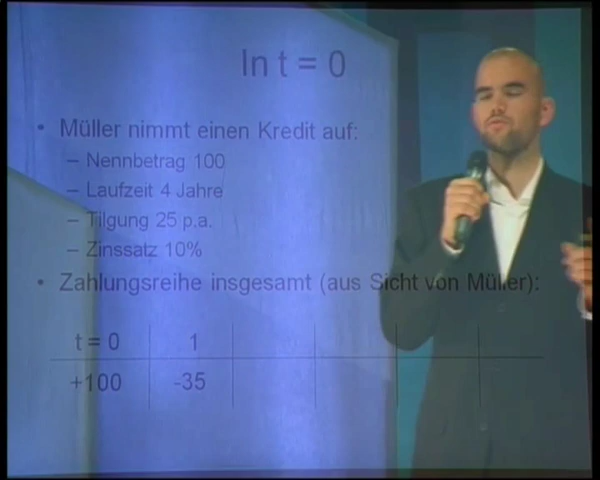 In t = 0
• Müller nimmt einen Kredit auf:
– Nennbetrag 100
– Laufzeit 4 Jahre
– Tilgung 25 p.a.
– Zinssatz 10%
• Zahlungsreihe insgesamt (aus Sicht von Müller):
t = 0 1
+100 -35